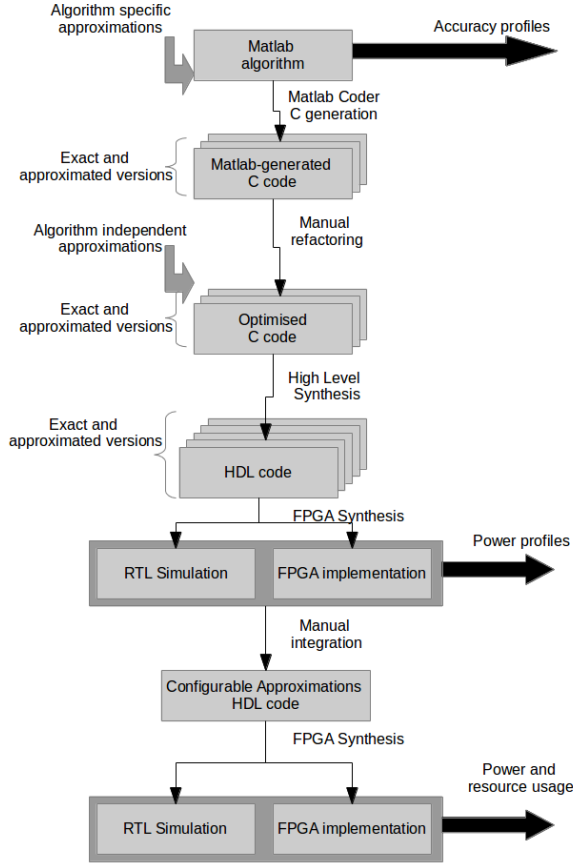 Algorithm specific
approximations
Accuracy profiles
Matlab
algorithm
Matlab Coder
C generation
Exact and
approximated versions
Matlab-generated
C code
Manual
refactoring
Algorithm independent
approximations
Exact and
approximated versions
Optimised
C code
High Level
Synthesis
Exact and
approximated versions
HDL code
FPGA Synthesis
Power profiles
RTL Simulation
FPGA implementation
Manual
integration
Configurable Approximations
HDL code
FPGA Synthesis
Power and
resource usage
RTL Simulation
FPGA implementation